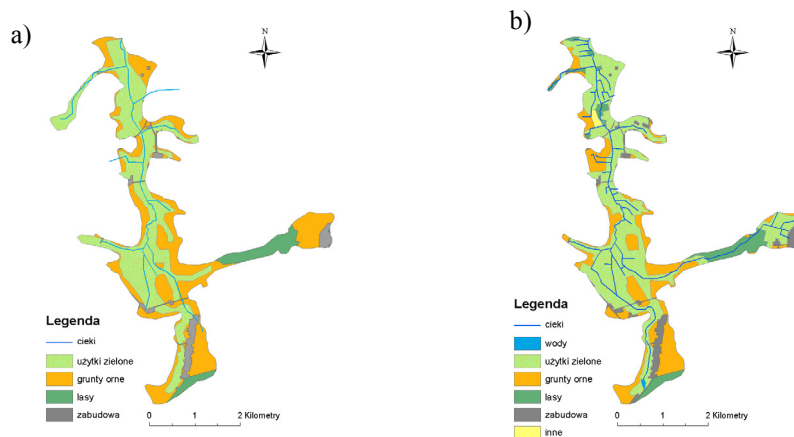 a)
N
Legenda
cieki
użytki zielone
grunty orne
lasy
zabudowa
0 1 2 Kilometry
b)
N
Legenda
cieki
wody
użytki zielone
grunty orne
lasy
zabudowa
inne
0 1 2 Kilometry